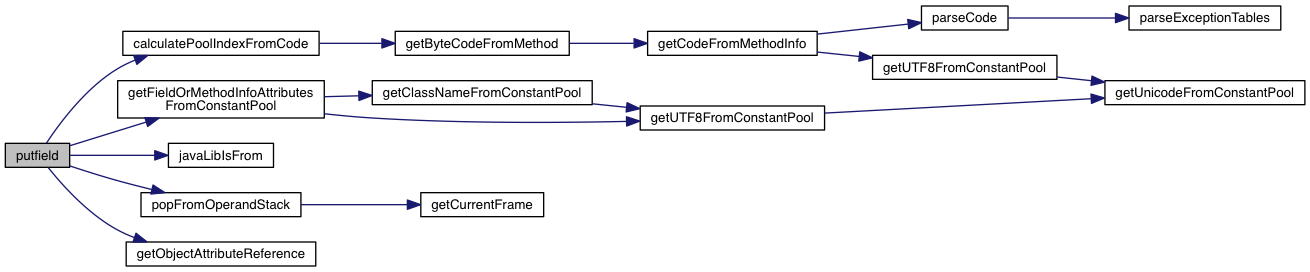 putfield
calculatePoolIndexFromCode
getByteCodeFromMethod
getCodeFromMethodInfo
parseCode
parseExceptionTables
getUTF8FromConstantPool
getUnicodeFromConstantPool
getFieldOrMethodInfoAttributes
FromConstantPool
getClassNameFromConstantPool
getUTF8FromConstantPool
javaLibIsFrom
popFromOperandStack
getCurrentFrame
getObjectAttributeReference